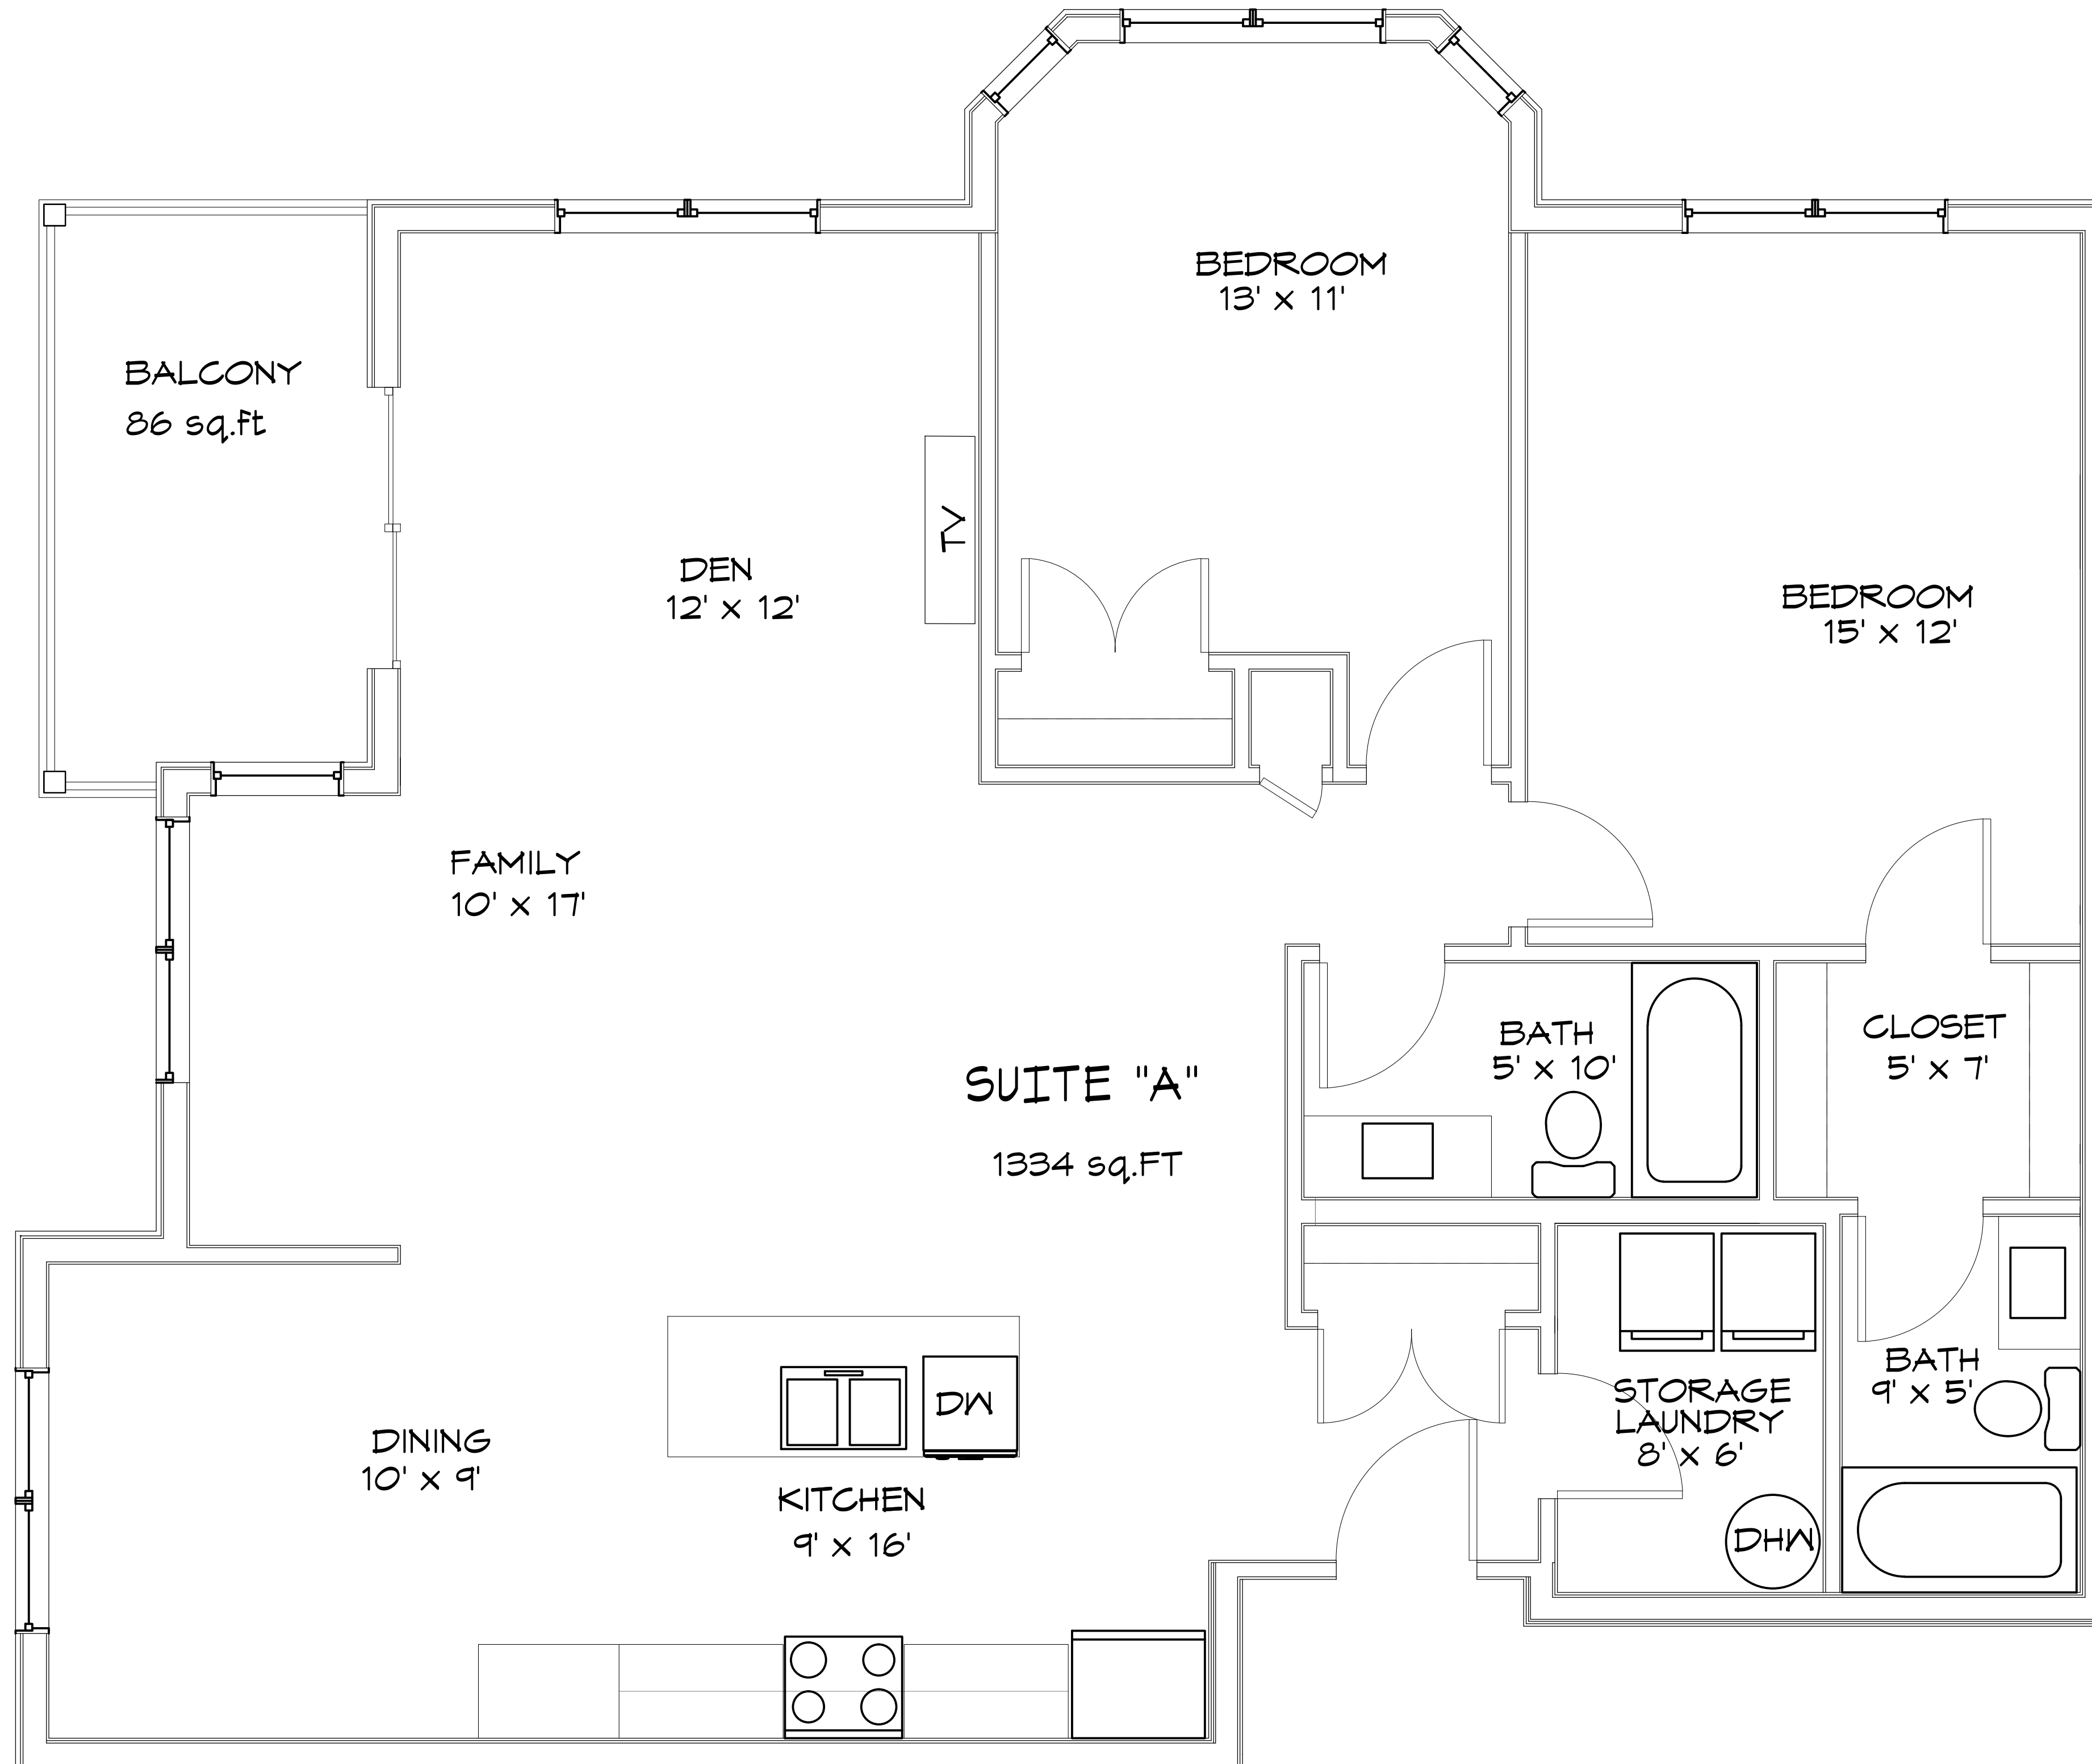 BEDROOM
13' x 11'
BALCONY
86 sq.ft
TV
DEN
12' x 12'
BEDROOM
15' x 12'
FAMILY
10' x 17'
SUITE "A"
1334 sq.FT
BATH
5' x 10'
CLOSET
5' x 7'
DINING
10' x 9'
DW
KITCHEN
9' x 16'
STORAGE
LAUNDRY
8' x 6'
BATH
9' x 5'
DHW